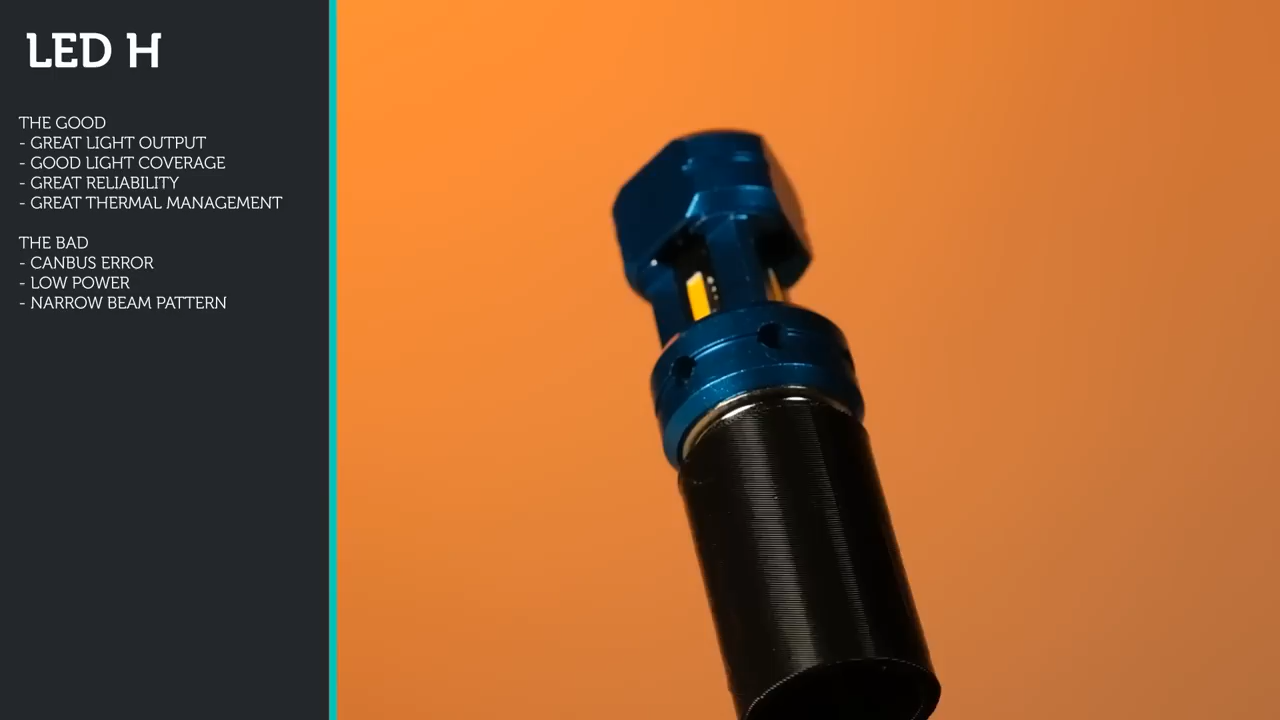 LED H
THE GOOD
- GREAT LIGHT OUTPUT
- GOOD LIGHT COVERAGE
- GREAT RELIABILITY
- GREAT THERMAL MANAGEMENT
THE BAD
- CANBUS ERROR
- LOW POWER
- NARROW BEAM PATTERN